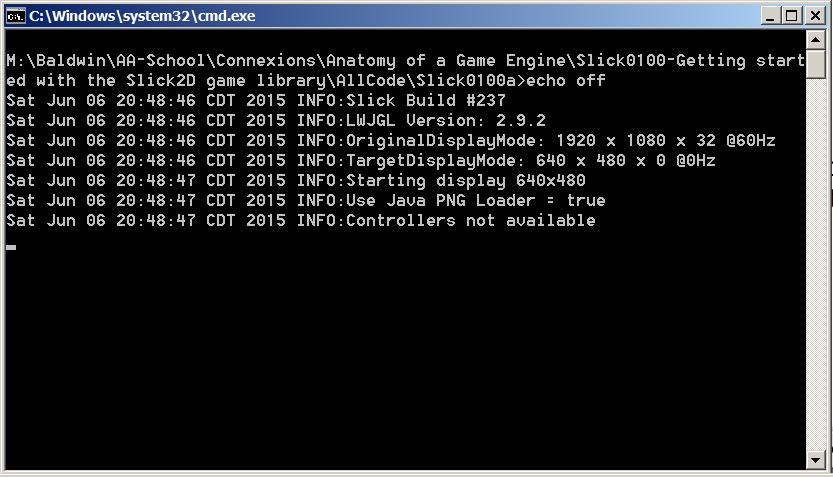 C:\Windows\system32\cmd.exe
M:\Baldwin\AA-School\Connexions\Anatomy of a Game Engine\Slick0100-Getting start
ed with the Slick2D game library\AllCode\Slick0100a>echo off
Sat Jun 06 20:48:46 CDT 2015 INFO:Slick Build #237
Sat Jun 06 20:48:46 CDT 2015 INFO:LWJGL Version: 2.9.2
Sat Jun 06 20:48:46 CDT 2015 INFO:OriginalDisplayMode: 1920 x 1080 x 32 @60Hz
Sat Jun 06 20:48:46 CDT 2015 INFO:TargetDisplayMode: 640 x 480 x 0 @0Hz
Sat Jun 06 20:48:47 CDT 2015 INFO:Starting display 640x480
Sat Jun 06 20:48:47 CDT 2015 INFO:Use Java PNG Loader = true
Sat Jun 06 20:48:47 CDT 2015 INFO:Controllers not available